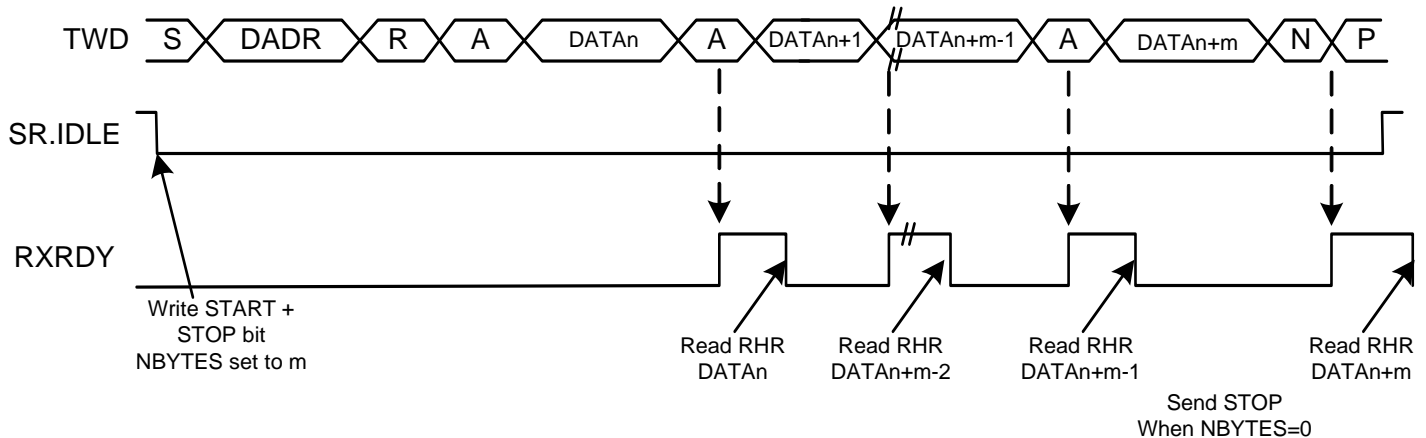 TWD S DADR R A DATAn A DATAn+1 DATAn+m-1 A DATAn+m N P
SR.IDLE
RXRDY
Write START +
STOP bit
NBYTES set to m
Read RHR
DATAn
Read RHR
DATAn+m-2
Read RHR
DATAn+m-1
Read RHR
DATAn+m
Send STOP
When NBYTES=0